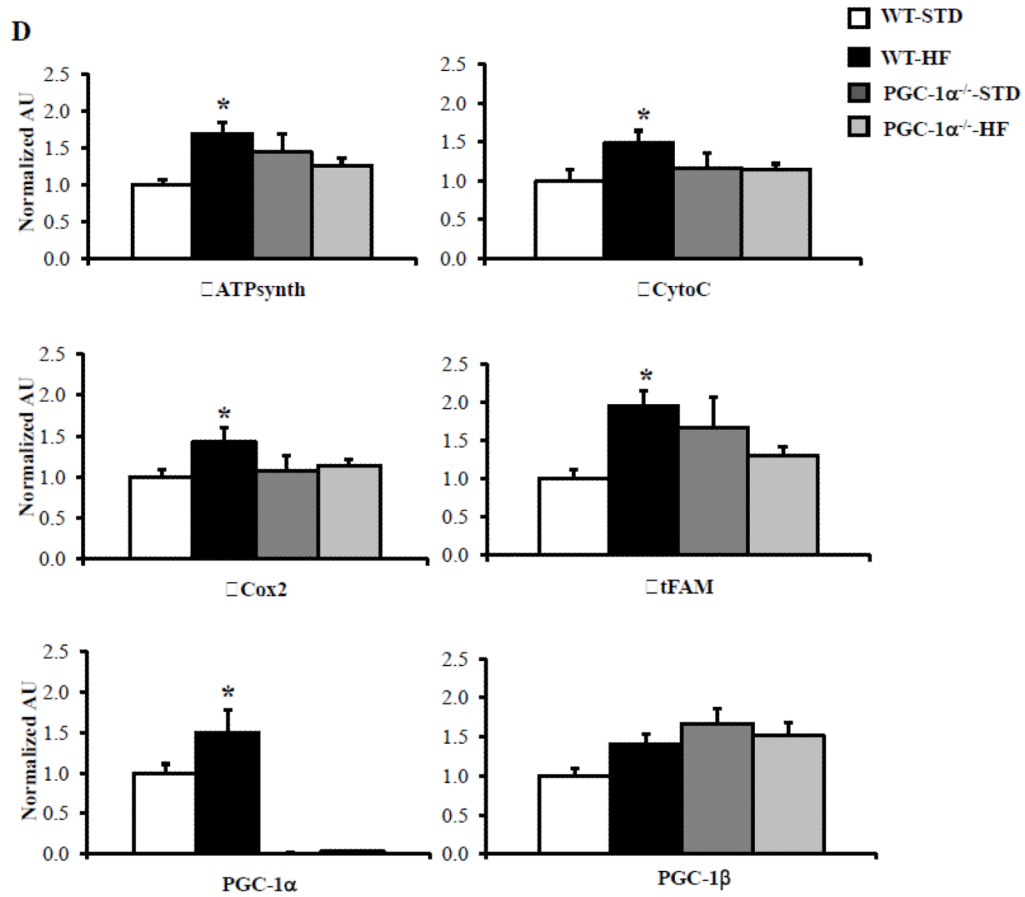 D
WT-STD
WT-HF
PGC-1α-/--STD
PGC-1α-/--HF
Normalized AU
2.5
2.0
1.5
1.0
0.5
0.0
*
□ATPsynth
2.5
2.0
1.5
1.0
0.5
0.0
*
□CytoC
Normalized AU
2.5
2.0
1.5
1.0
0.5
0.0
*
□Cox2
2.5
2.0
1.5
1.0
0.5
0.0
*
□tFAM
Normalized AU
2.5
2.0
1.5
1.0
0.5
0.0
*
PGC-1α
2.5
2.0
1.5
1.0
0.5
0.0
PGC-1β